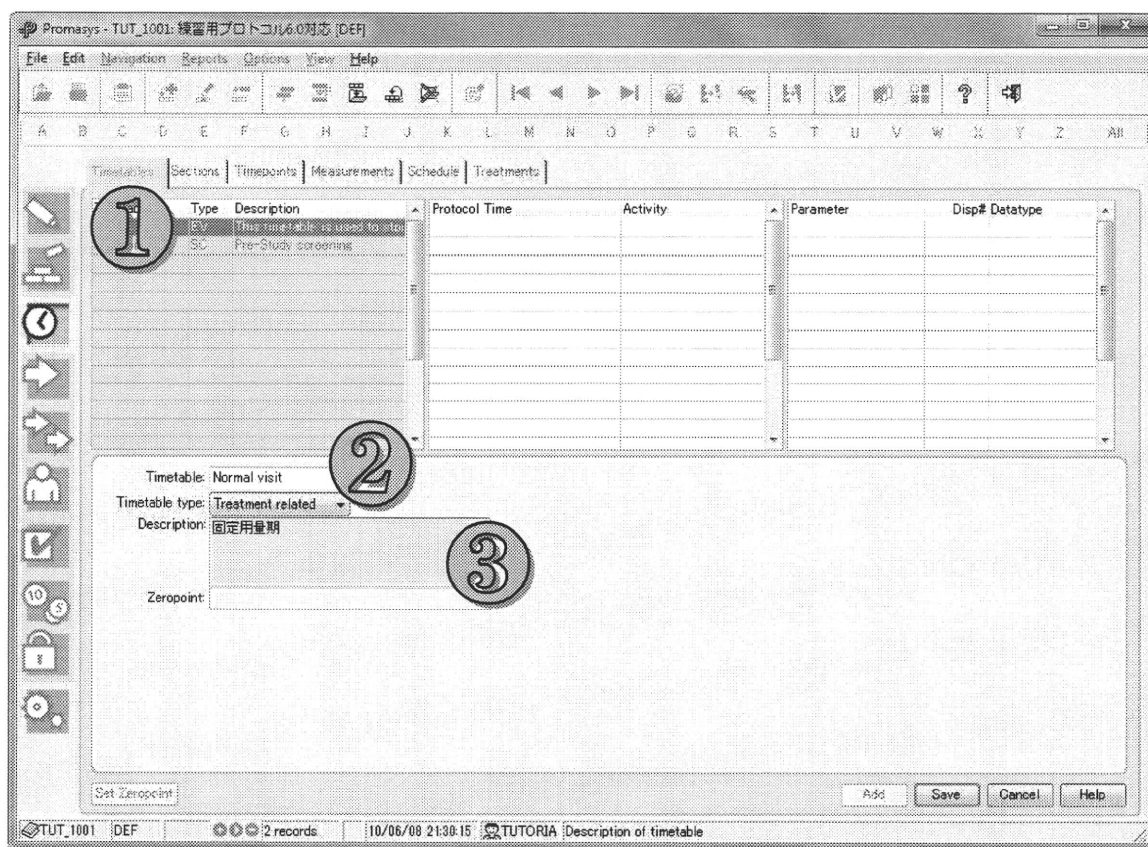 Promasys - TUT_1001: 練習用プロトコル6.0対応 [DEF]
File Edit Navigation Reports Options View Help
A B C D E F G H I J K L M N O P Q R S T U V W X Y Z All
Timetables Sections Timepoints Measurements Schedule Treatments
Type Description Protocol Time Activity Parameter Disp# Datatype
① EV This timetable is used to stor
SC Pre-Study screening
②
Timetable: Normal visit
Timetable type: Treatment related
Description: 固定用量期
③
Zeropoint:
Set Zeropoint Add Save Cancel Help
TUT_1001 DEF 2 records 10/06/08 21:30:15 TUTORIA Description of timetable